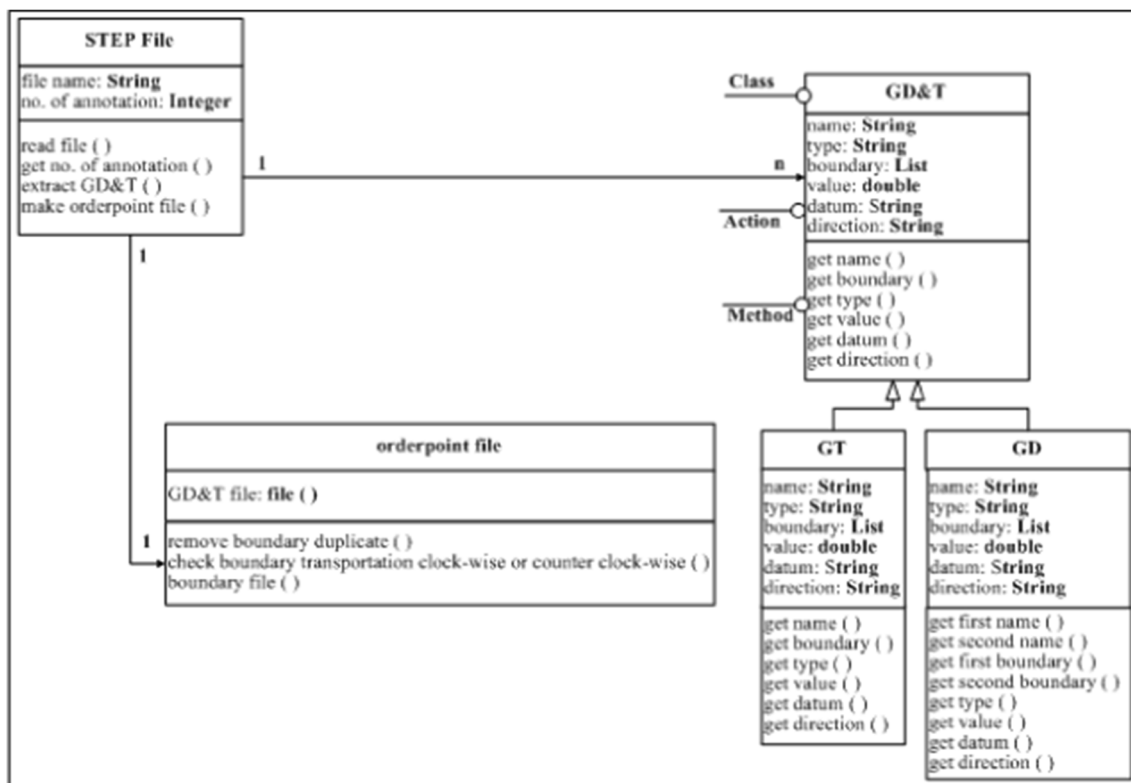 STEP File
file name: String
no. of annotation: Integer
read file ( )
get no. of annotation ( )
extract GD&T ( )
make orderpoint file ( )
1
n
1
1
Class
Action
Method
GD&T
name: String
type: String
boundary: List
value: double
datum: String
direction: String
get name ( )
get boundary ( )
get type ( )
get value ( )
get datum ( )
get direction ( )
orderpoint file
GD&T file: file ( )
remove boundary duplicate ( )
check boundary transportation clock-wise or counter clock-wise ( )
boundary file ( )
GT
name: String
type: String
boundary: List
value: double
datum: String
direction: String
get name ( )
get boundary ( )
get type ( )
get value ( )
get datum ( )
get direction ( )
GD
name: String
type: String
boundary: List
value: double
datum: String
direction: String
get first name ( )
get second name ( )
get first boundary ( )
get second boundary ( )
get type ( )
get value ( )
get datum ( )
get direction ( )